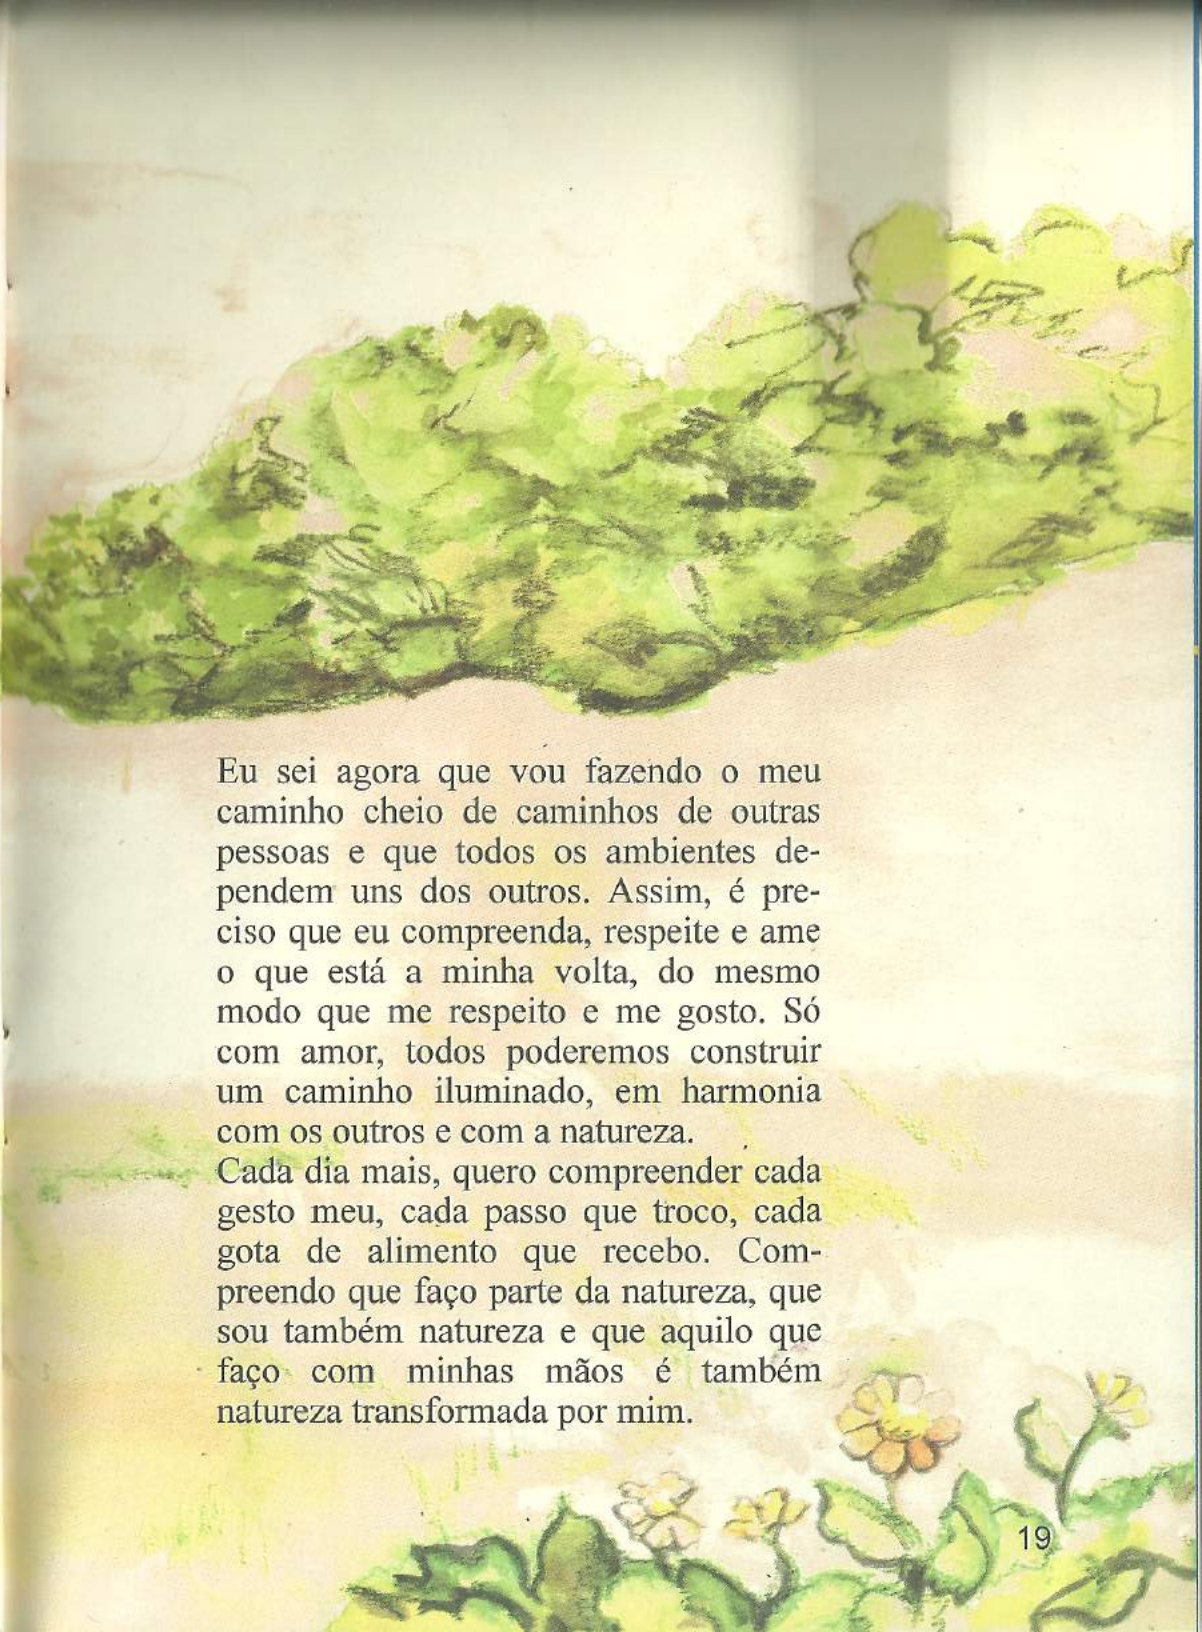 Eu sei agora que vou fazendo o meu
caminho cheio de caminhos de outras
pessoas e que todos os ambientes de-
pendem uns dos outros. Assim, é pre-
ciso que eu compreenda, respeite e ame
o que está a minha volta, do mesmo
modo que me respeito e me gosto. Só
com amor, todos poderemos construir
um caminho iluminado, em harmonia
com os outros e com a natureza.
Cada dia mais, quero compreender cada
gesto meu, cada passo que troco, cada
gota de alimento que recebo. Com-
preendo que faço parte da natureza, que
sou também natureza e que aquilo que
faço com minhas mãos é também
natureza transformada por mim.
19